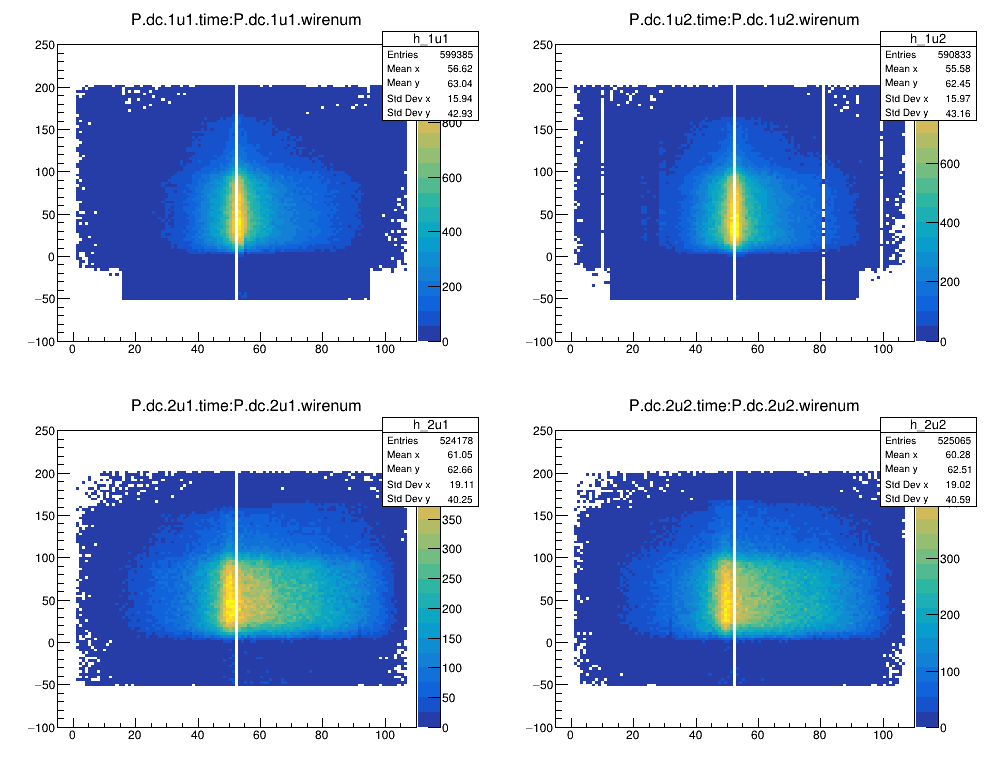 P.dc.1u1.time:P.dc.1u1.wirenum
h_1u1
Entries 599385
Mean x 56.62
Mean y 63.04
Std Dev x 15.94
Std Dev y 42.93
250
200
150
100
50
0
−50
−100
0 20 40 60 80 100
800
600
400
200
0
P.dc.1u2.time:P.dc.1u2.wirenum
h_1u2
Entries 590833
Mean x 55.58
Mean y 62.45
Std Dev x 15.97
Std Dev y 43.16
250
200
150
100
50
0
−50
−100
0 20 40 60 80 100
600
400
200
0
P.dc.2u1.time:P.dc.2u1.wirenum
h_2u1
Entries 524178
Mean x 61.05
Mean y 62.66
Std Dev x 19.11
Std Dev y 40.25
250
200
150
100
50
0
−50
−100
0 20 40 60 80 100
350
300
250
200
150
100
50
0
P.dc.2u2.time:P.dc.2u2.wirenum
h_2u2
Entries 525065
Mean x 60.28
Mean y 62.51
Std Dev x 19.02
Std Dev y 40.59
250
200
150
100
50
0
−50
−100
0 20 40 60 80 100
300
200
100
0